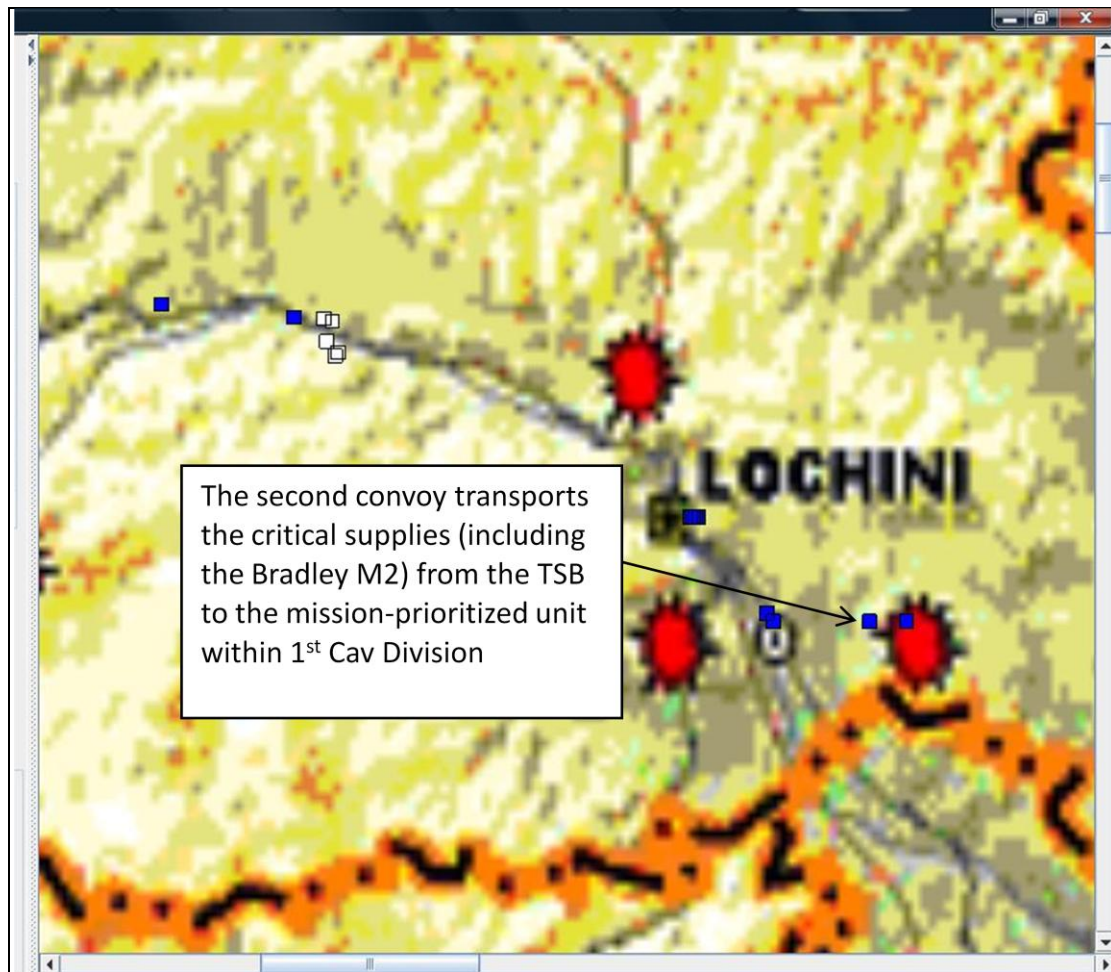 LOCHINI
The second convoy transports
the critical supplies (including
the Bradley M2) from the TSB
to the mission-prioritized unit
within 1st Cav Division